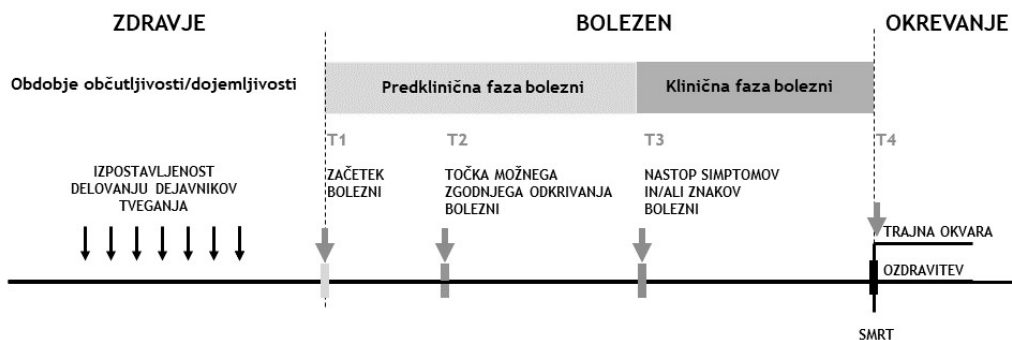 ZDRAVJE
BOLEZEN
OKREVANJE
Obdobje občutljivosti/dojemljivosti
Predklinična faza bolezni
Klinična faza bolezni
T1
T2
T3
T4
IZPOSTAVLJENOST
DELOVANJU DEJAVNIKOV
TVEGANJA
ZAČETEK
BOLEZNI
TOČKA MOŽNEGA
ZGODNJEGA ODKRIVANJA
BOLEZNI
NASTOP SIMPTOMOV
IN/ALI ZNAKOV
BOLEZNI
TRAJNA OKVARA
OZDRAVITEV
SMRT